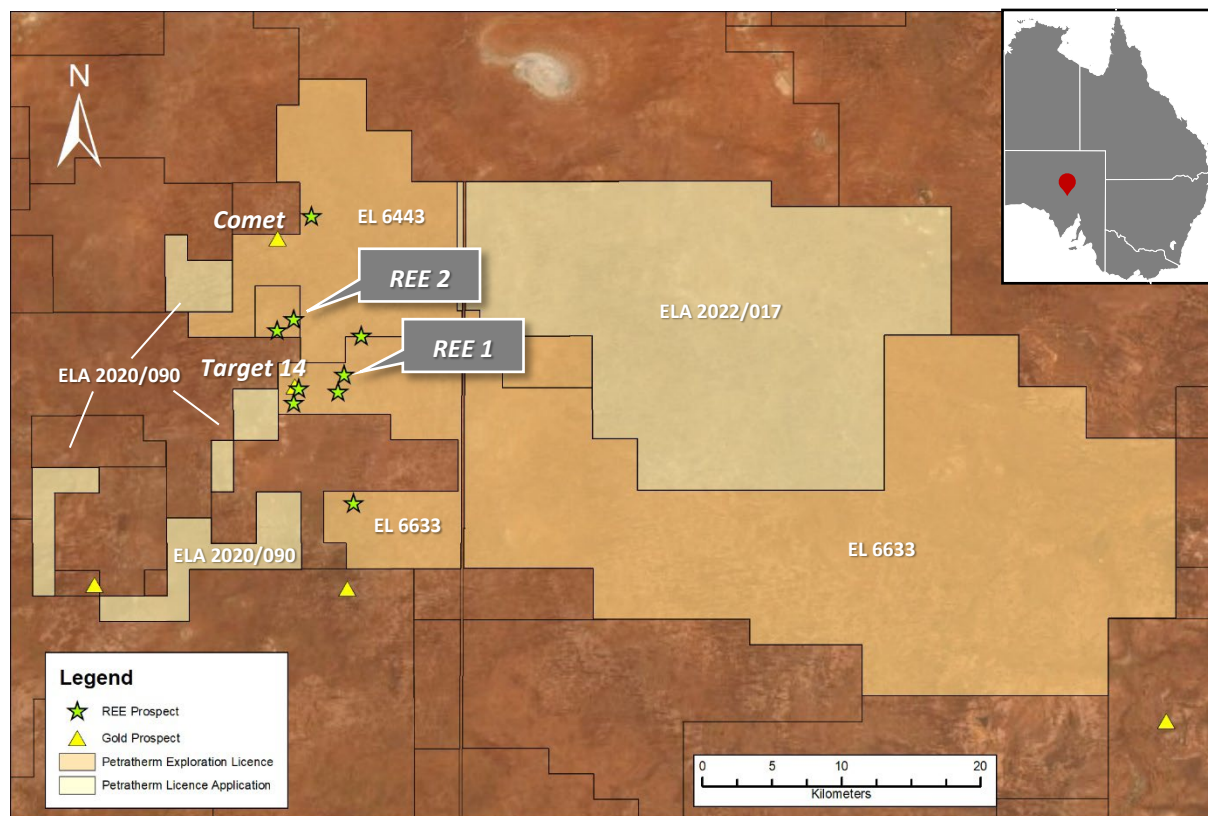 N
Comet
EL 6443
REE 2
ELA 2022/017
REE 1
Target 14
ELA 2020/090
EL 6633
ELA 2020/090
EL 6633
Legend
REE Prospect
Gold Prospect
Petratherm Exploration Licence
Petratherm Licence Application
0 5 10 20
Kilometers